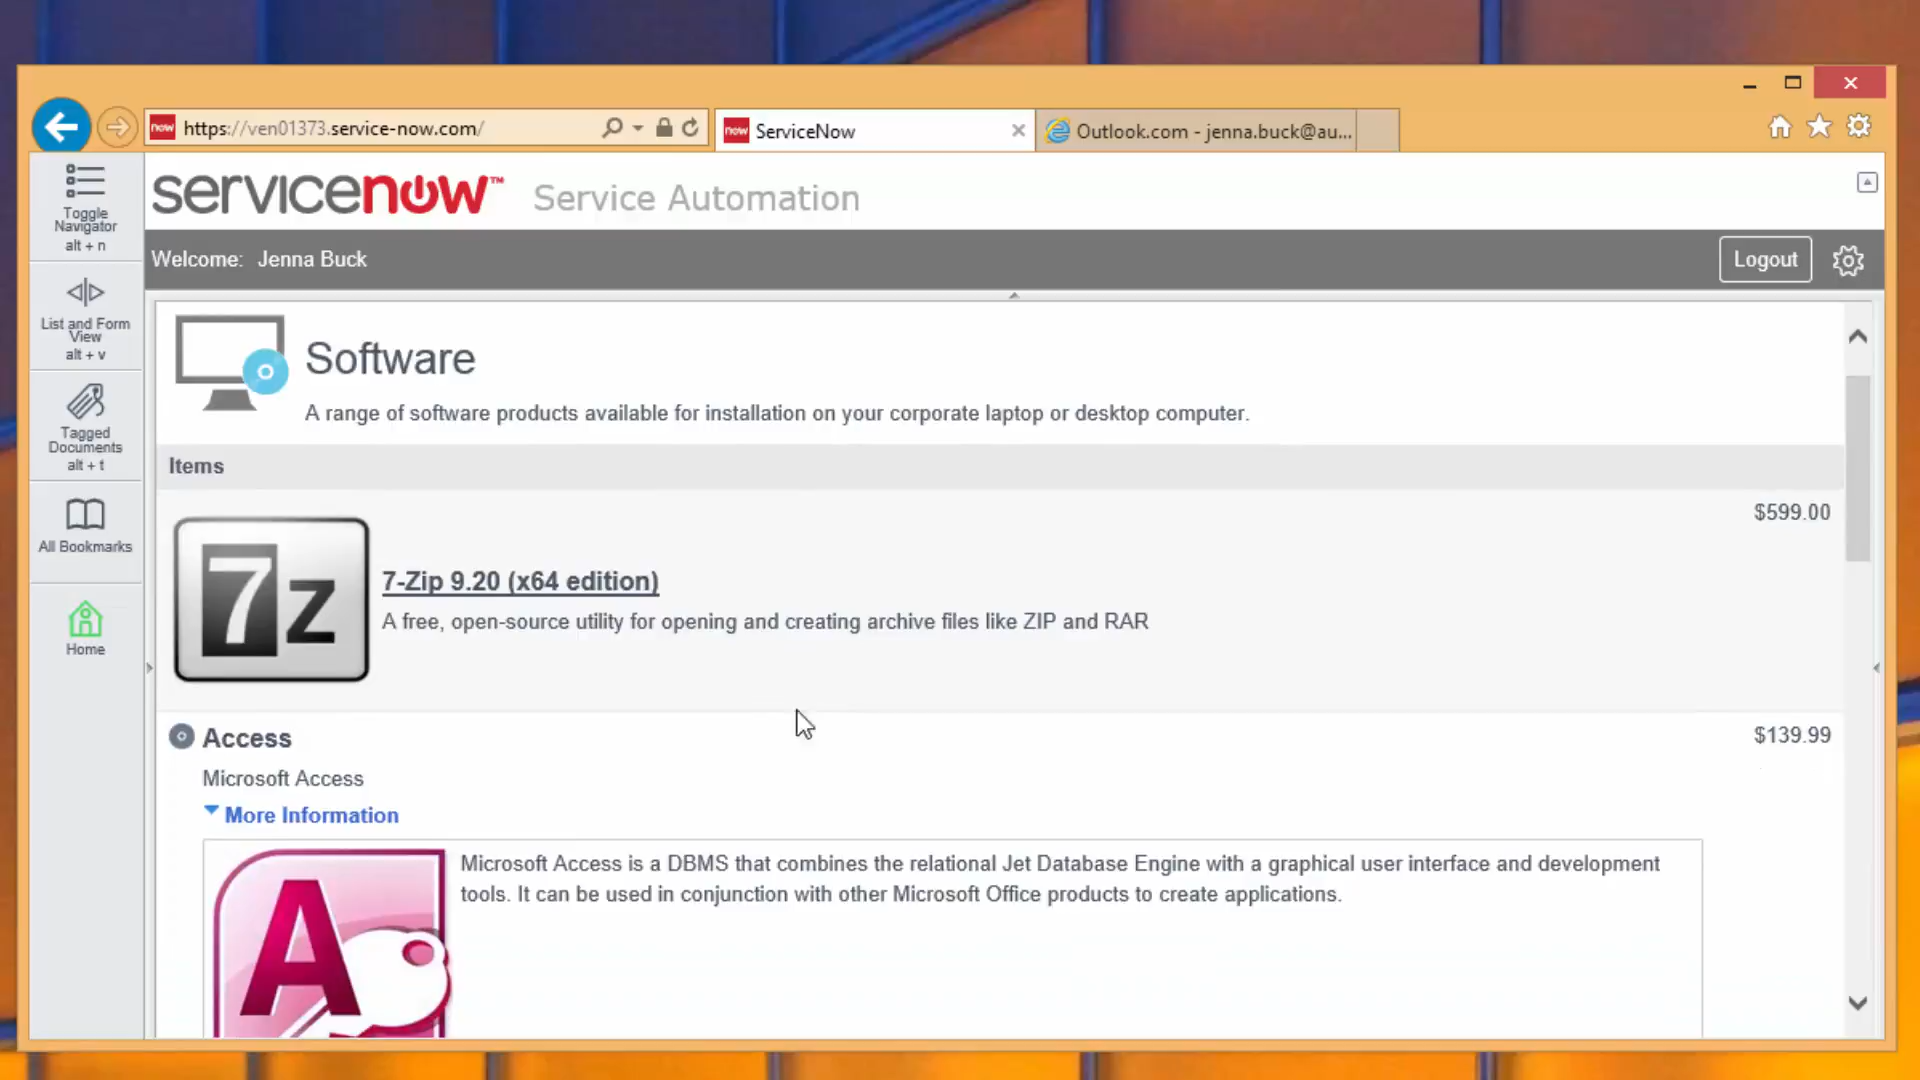 https://ven01373.service-now.com/
now
now ServiceNow
Outlook.com - jenna.buck@au...
Toggle
Navigator
alt + n
List and Form
View
alt + v
Tagged
Documents
alt + t
All Bookmarks
Home
servicenow™ Service Automation
Welcome: Jenna Buck
Logout
Software
A range of software products available for installation on your corporate laptop or desktop computer.
Items
$599.00
7z
7-Zip 9.20 (x64 edition)
A free, open-source utility for opening and creating archive files like ZIP and RAR
Access
$139.99
Microsoft Access
More Information
A
Microsoft Access is a DBMS that combines the relational Jet Database Engine with a graphical user interface and development
tools. It can be used in conjunction with other Microsoft Office products to create applications.